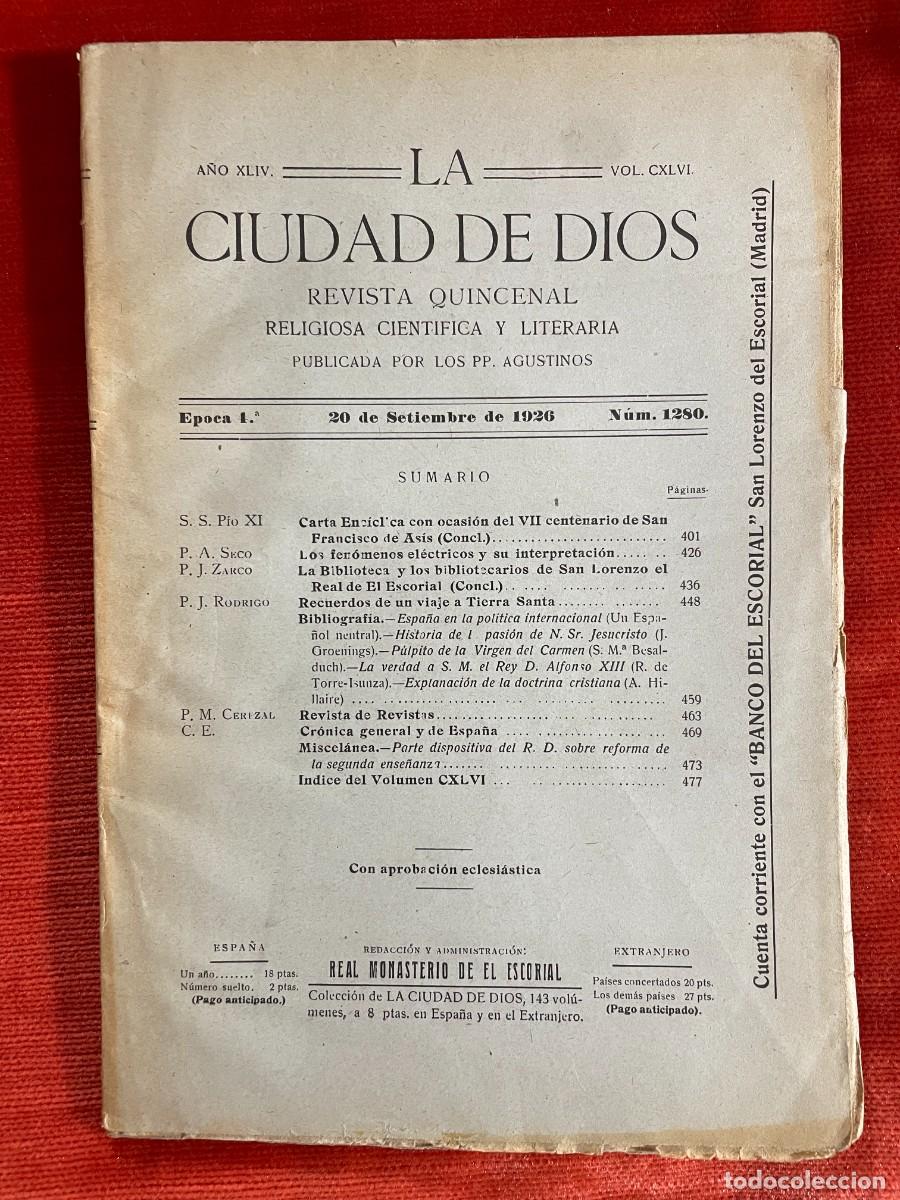 AÑO XLIV. LA VOL. CXLVI.
CIUDAD DE DIOS
REVISTA QUINCENAL
RELIGIOSA CIENTIFICA Y LITERARIA
PUBLICADA POR LOS PP. AGUSTINOS
Epoca 4.ª 20 de Setiembre de 1926 Núm. 1280.
SUMARIO
Páginas.
S. S. Pío XI Carta Encíclica con ocasión del VII centenario de San
Francisco de Asís (Concl.) 401
P. A. Seco Los fenómenos eléctricos y su interpretación 426
P. J. Zarco La Biblioteca y los bibliotecarios de San Lorenzo el
Real de El Escorial (Concl.) 436
P. J. Rodrigo Recuerdos de un viaje a Tierra Santa 448
Bibliografía.—España en la política internacional (Un Espa-
ñol neutral).—Historia de l pasión de N. Sr. Jesucristo (J.
Groenings).—Púlpito de la Virgen del Carmen (S. M.ª Besal-
duch).—La verdad a S. M. el Rey D. Alfonso XIII (R. de
Torre-Isunza).—Explanación de la doctrina cristiana (A. Hi-
llaire) 459
P. M. Cerezal Revista de Revistas 463
C. E. Crónica general y de España 469
Miscelánea.—Parte dispositiva del R. D. sobre reforma de
la segunda enseñanza 473
Indice del Volumen CXLVI 477
Con aprobación eclesiástica
ESPAÑA
Un año........ 18 ptas.
Número suelto. 2 ptas.
(Pago anticipado.)
REDACCIÓN Y ADMINISTRACIÓN:
REAL MONASTERIO DE EL ESCORIAL
Colección de LA CIUDAD DE DIOS, 143 volú-
menes, a 8 ptas. en España y en el Extranjero.
EXTRANJERO
Países concertados 20 pts.
Los demás países 27 pts.
(Pago anticipado).
Cuenta corriente con el "BANCO DEL ESCORIAL" San Lorenzo del Escorial (Madrid)
todocoleccion